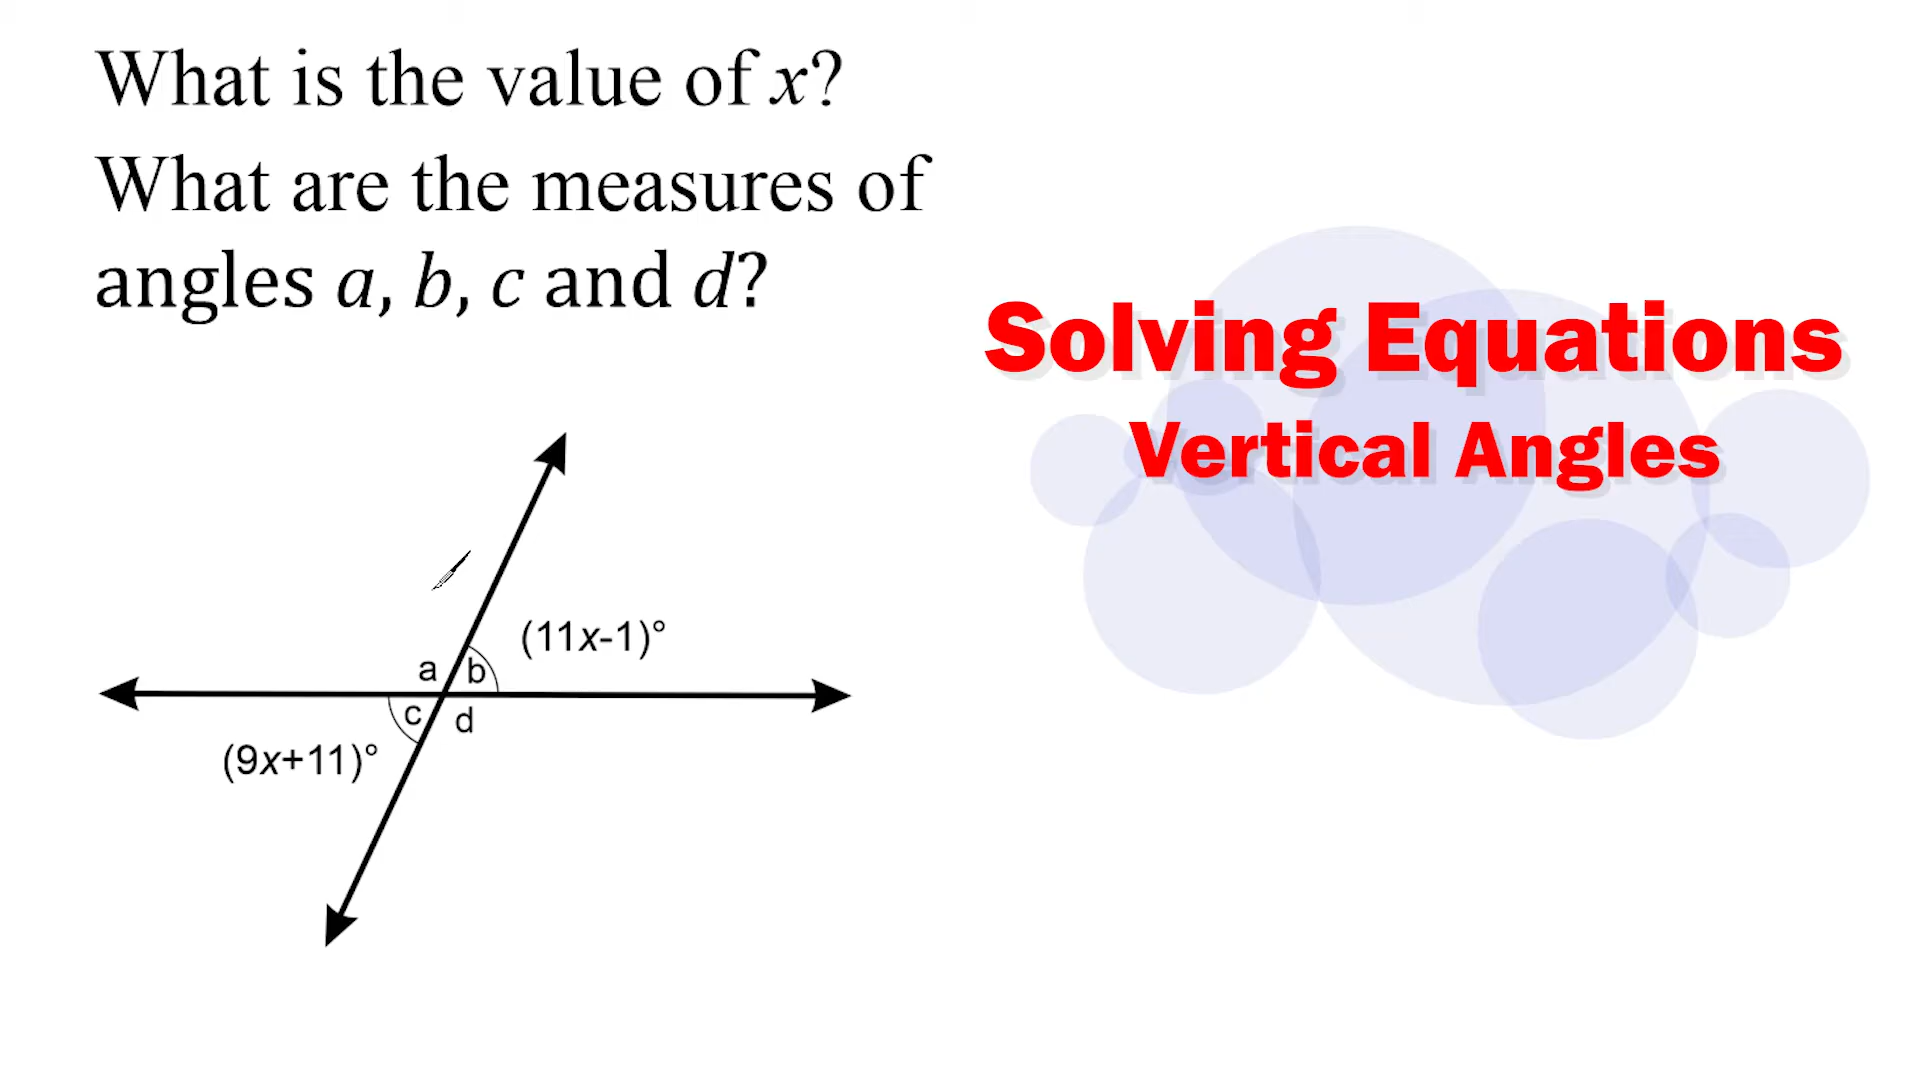 What is the value of x?
What are the measures of
angles a, b, c and d?
Solving Equations
Vertical Angles
(11x-1)°
a b
c d
(9x+11)°